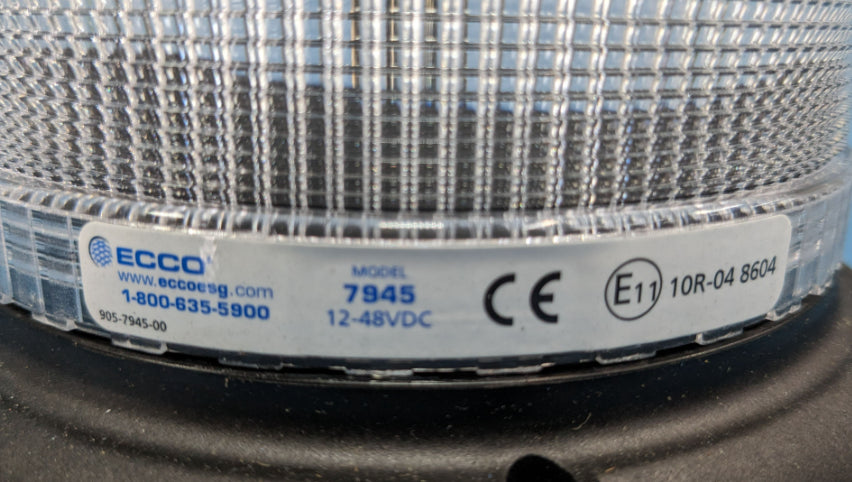 ECCO
www.eccoesg.com
1-800-635-5900
905-7945-00
MODEL
7945
12-48VDC
CE
E11 10R-04 8604